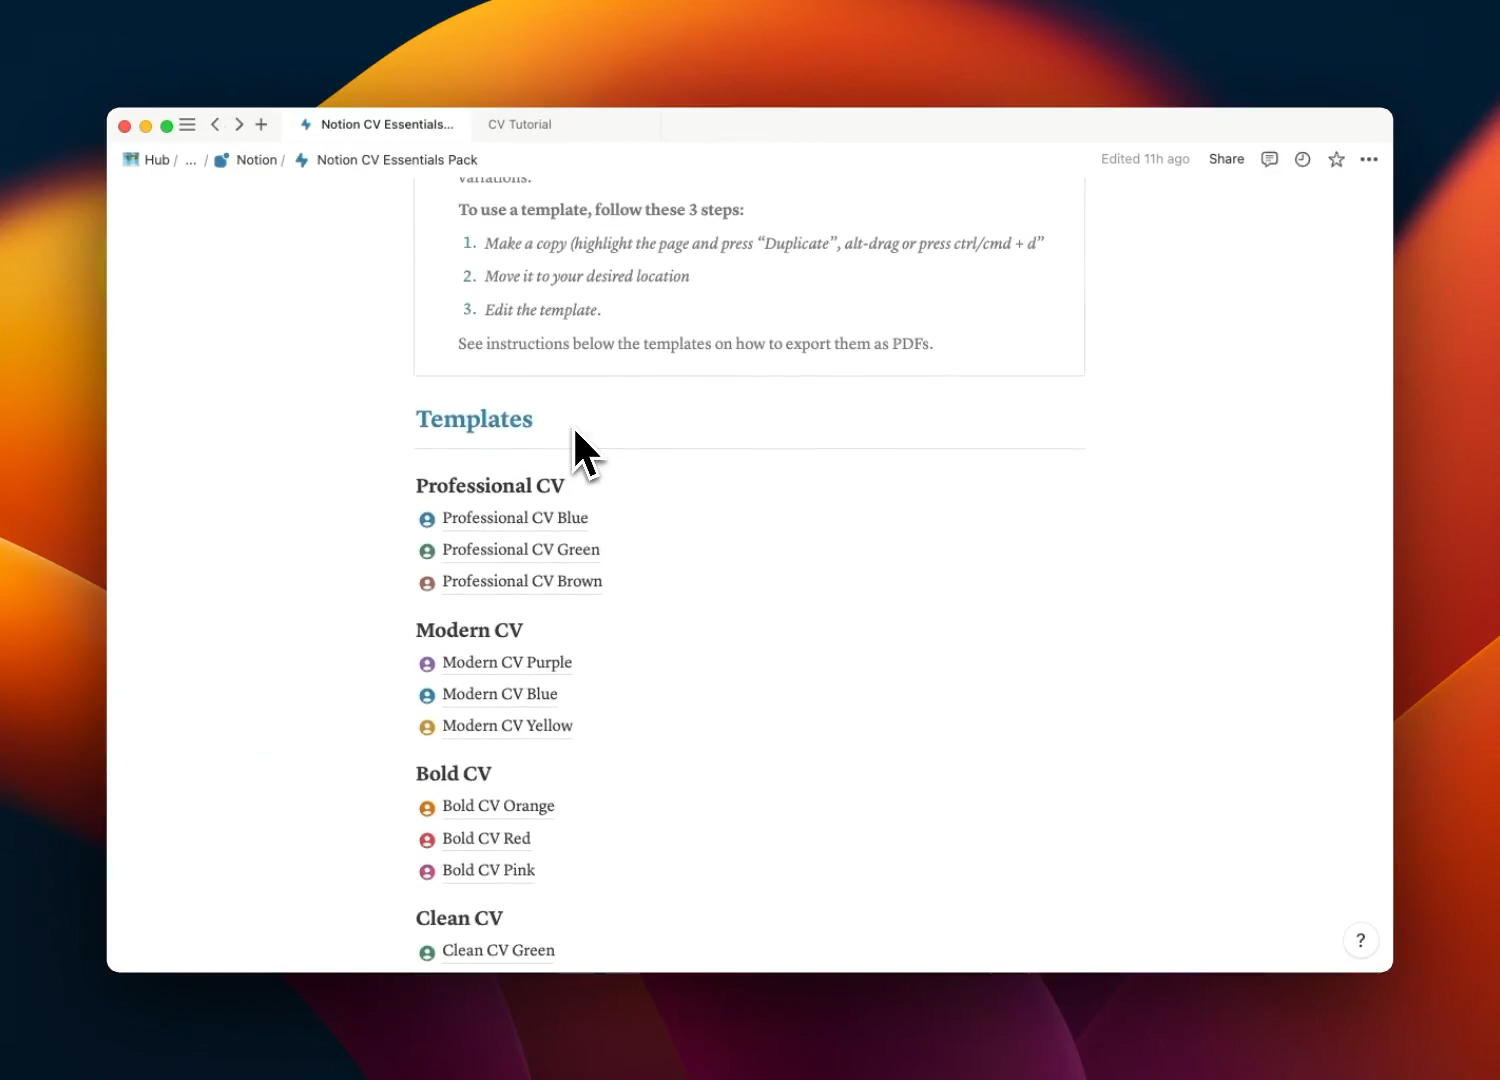 Notion CV Essentials... CV Tutorial
Hub / ... / Notion / Notion CV Essentials Pack Edited 11h ago Share
variations.
To use a template, follow these 3 steps:
1. Make a copy (highlight the page and press “Duplicate”, alt-drag or press ctrl/cmd + d”
2. Move it to your desired location
3. Edit the template.
See instructions below the templates on how to export them as PDFs.
Templates
Professional CV
Professional CV Blue
Professional CV Green
Professional CV Brown
Modern CV
Modern CV Purple
Modern CV Blue
Modern CV Yellow
Bold CV
Bold CV Orange
Bold CV Red
Bold CV Pink
Clean CV
Clean CV Green
?